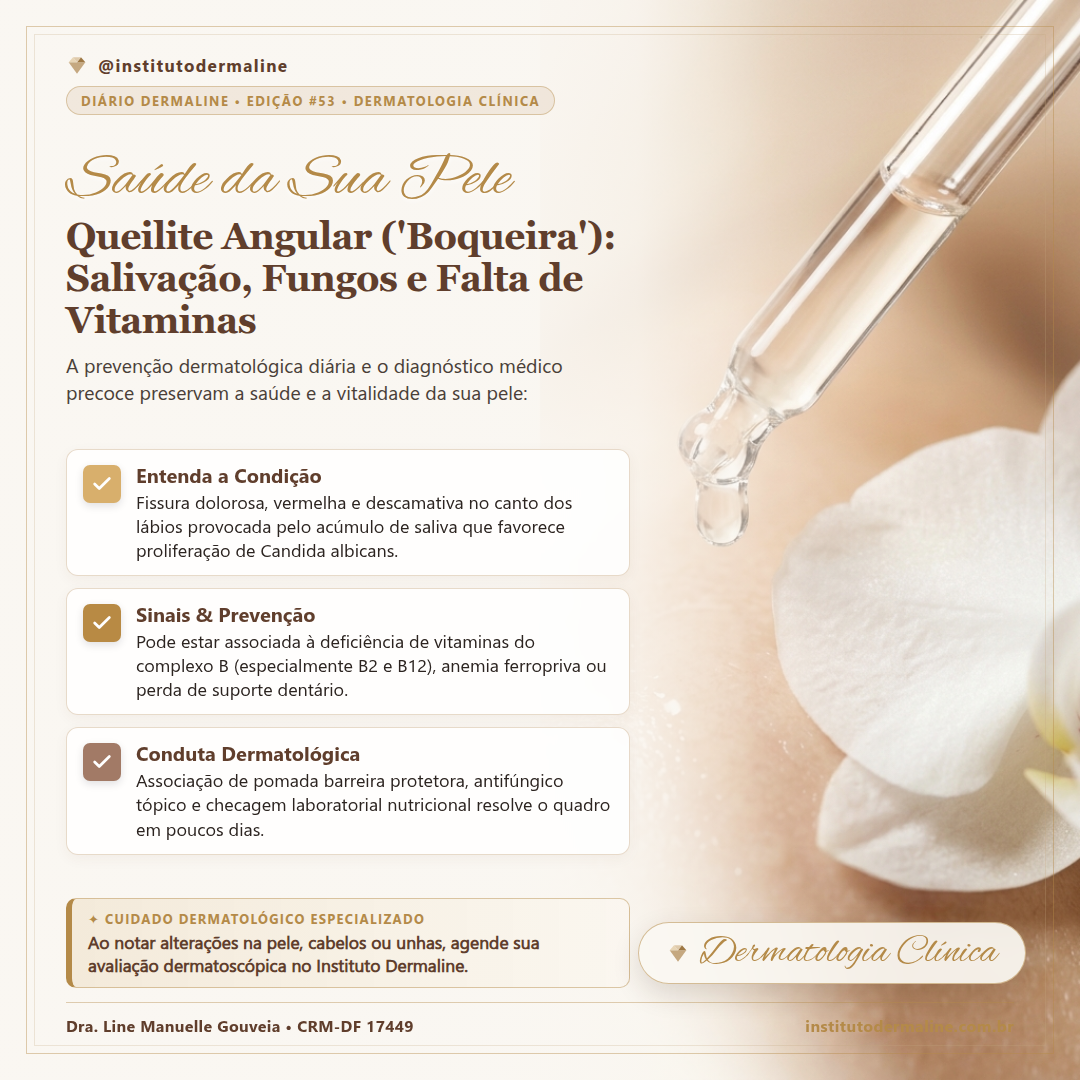 @institutodermaline
DIÁRIO DERMALINE • EDIÇÃO #53 • DERMATOLOGIA CLÍNICA
Saúde da Sua Pele
Queilite Angular ('Boqueira'):
Salivação, Fungos e Falta de
Vitaminas
A prevenção dermatológica diária e o diagnóstico médico
precoce preservam a saúde e a vitalidade da sua pele:
Entenda a Condição
Fissura dolorosa, vermelha e descamativa no canto dos
lábios provocada pelo acúmulo de saliva que favorece
proliferação de Candida albicans.
Sinais & Prevenção
Pode estar associada à deficiência de vitaminas do
complexo B (especialmente B2 e B12), anemia ferropriva ou
perda de suporte dentário.
Conduta Dermatológica
Associação de pomada barreira protetora, antifúngico
tópico e checagem laboratorial nutricional resolve o quadro
em poucos dias.
✦ CUIDADO DERMATOLÓGICO ESPECIALIZADO
Ao notar alterações na pele, cabelos ou unhas, agende sua
avaliação dermatoscópica no Instituto Dermaline.
Dermatologia Clínica
Dra. Line Manuelle Gouveia • CRM-DF 17449
institutodermaline.com.br